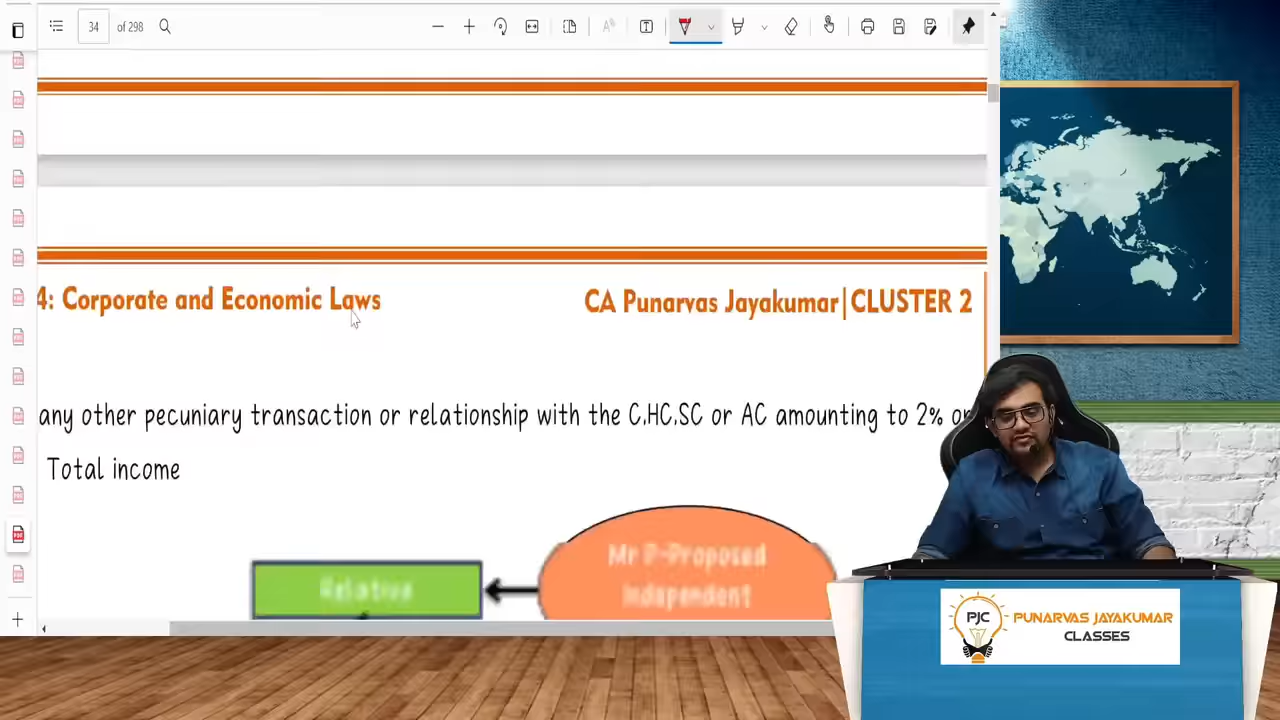 34
of 298
4: Corporate and Economic Laws
CA Punarvas Jayakumar|CLUSTER 2
any other pecuniary transaction or relationship with the C,HC,SC or AC amounting to 2% or
Total income
Mr P-Proposed
Independent
Relative
PJC
PUNARVAS JAYAKUMAR
CLASSES